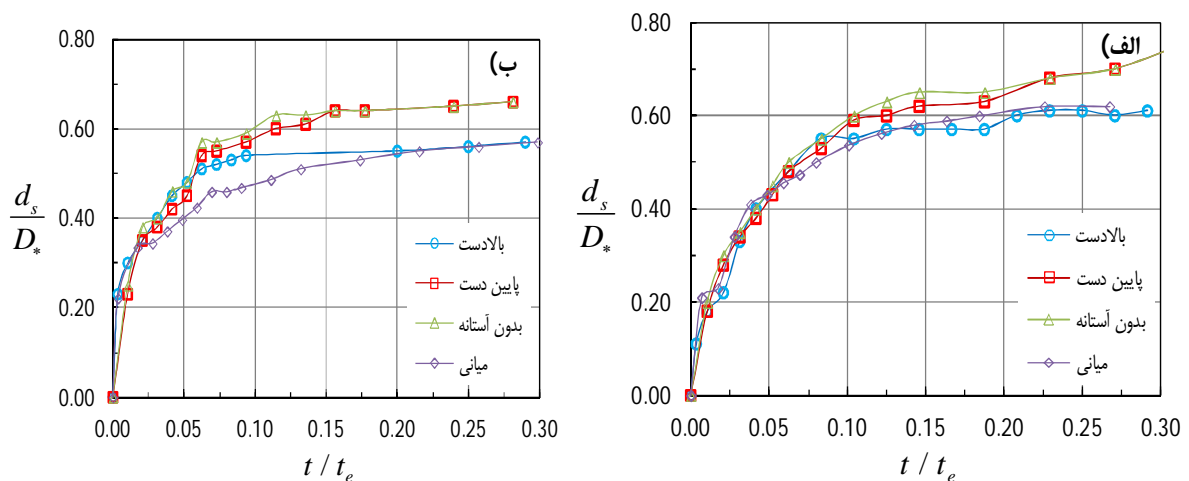 ب)
0.80
0.60
0.40
0.20
0.00
d_s
D_*
0.00 0.05 0.10 0.15 0.20 0.25 0.30
t / t_e
بالادست
پایین دست
بدون آستانه
میانی
الف)
0.80
0.60
0.40
0.20
0.00
d_s
D_*
0.00 0.05 0.10 0.15 0.20 0.25 0.30
t / t_e
بالادست
پایین دست
بدون آستانه
میانی